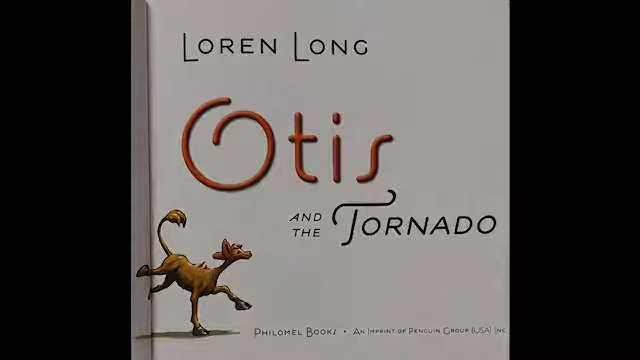 LOREN LONG
Otis
AND
THE TORNADO
PHILOMEL BOOKS • AN IMPRINT OF PENGUIN GROUP (USA) INC.